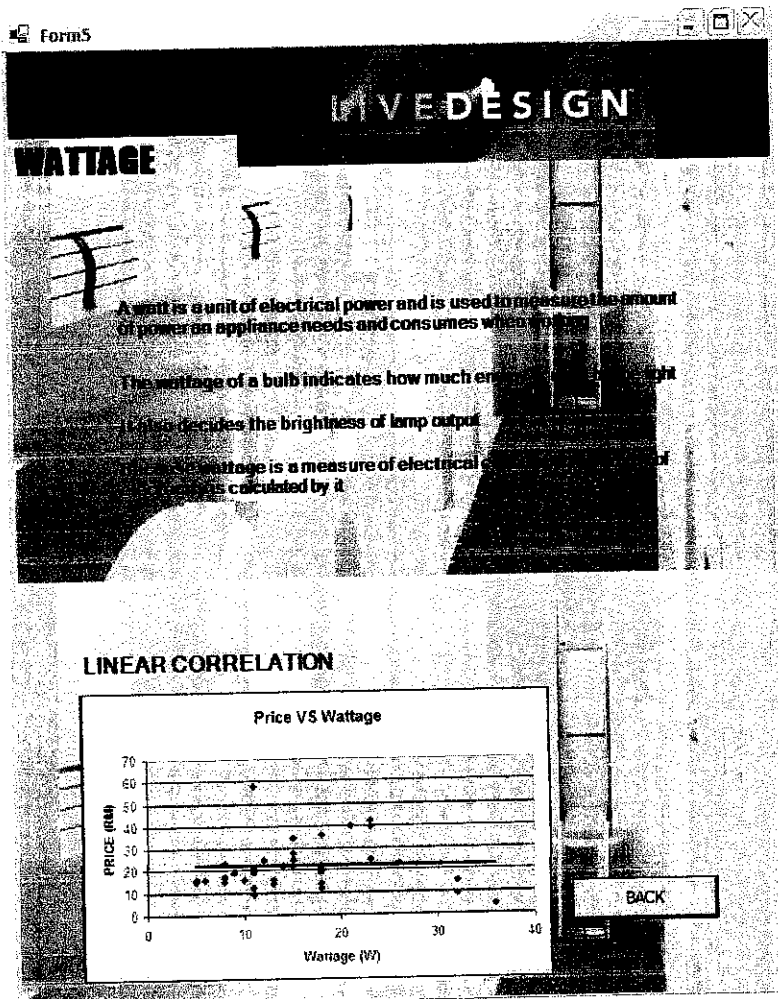 Form5
LIVEDESIGN
WATTAGE
A watt is a unit of electrical power and is used to measure the amount
of power an appliance needs and consumes when
The wattage of a bulb indicates how much
It also decides the brightness of lamp output
wattage is a measure of electrical
calculated by it
LINEAR CORRELATION
Price VS Wattage
PRICE (RM)
70
60
50
40
30
20
10
0
0 10 20 30 40
Wattage (W)
BACK